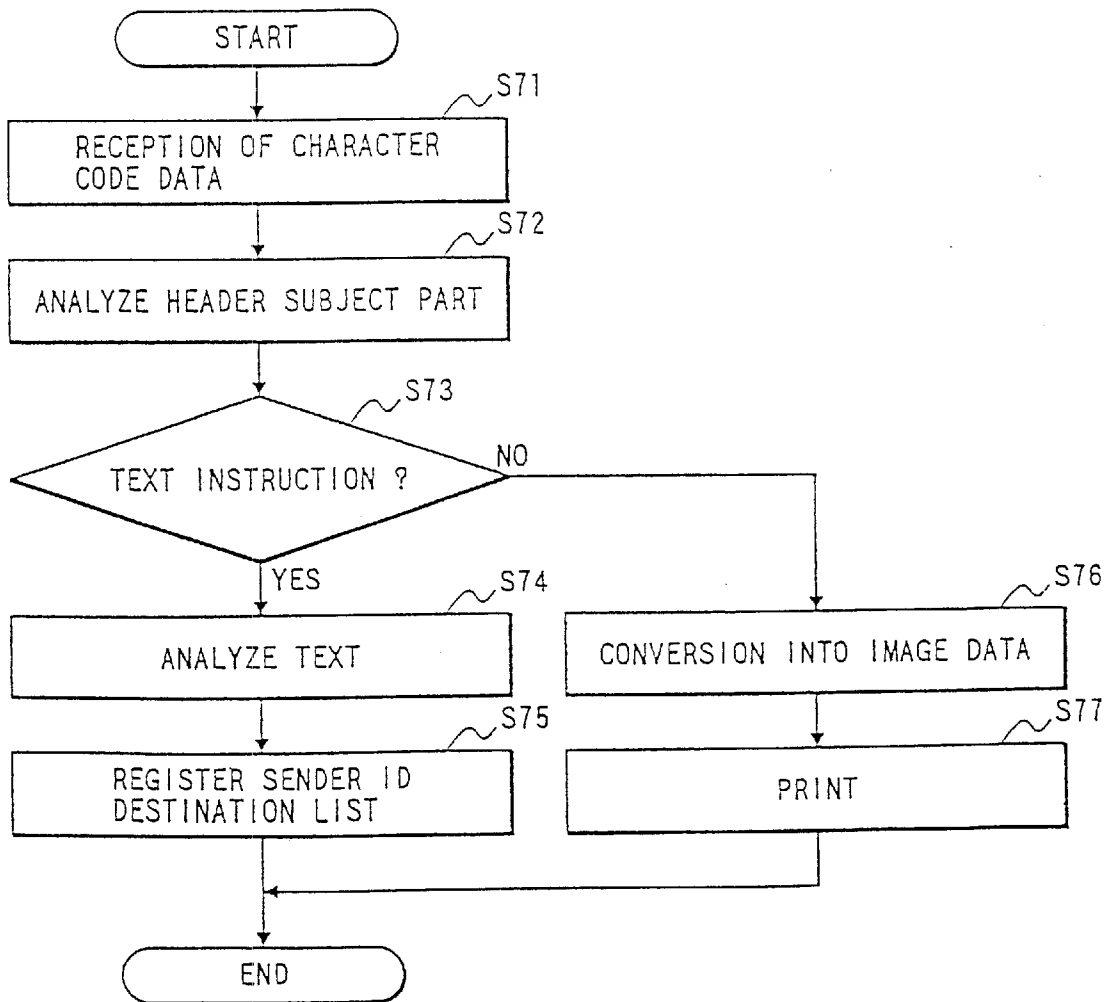 START
S71
RECEPTION OF CHARACTER
CODE DATA
S72
ANALYZE HEADER SUBJECT PART
S73
TEXT INSTRUCTION ?
NO
YES
S74
ANALYZE TEXT
S76
CONVERSION INTO IMAGE DATA
S75
REGISTER SENDER ID
DESTINATION LIST
S77
PRINT
END